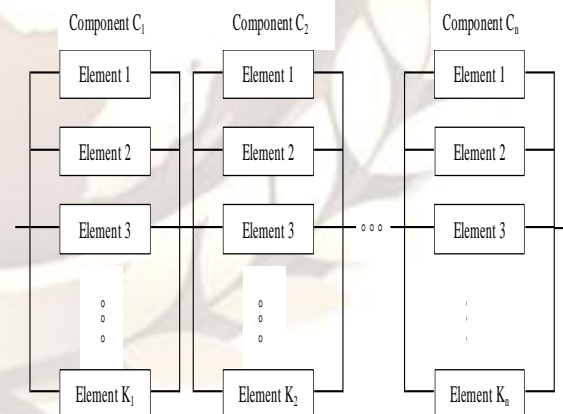 Component C₁ Component C₂ Component Cₙ
Element 1 Element 1 Element 1
Element 2 Element 2 Element 2
Element 3 Element 3 Element 3
Element K₁ Element K₂ Element Kₙ